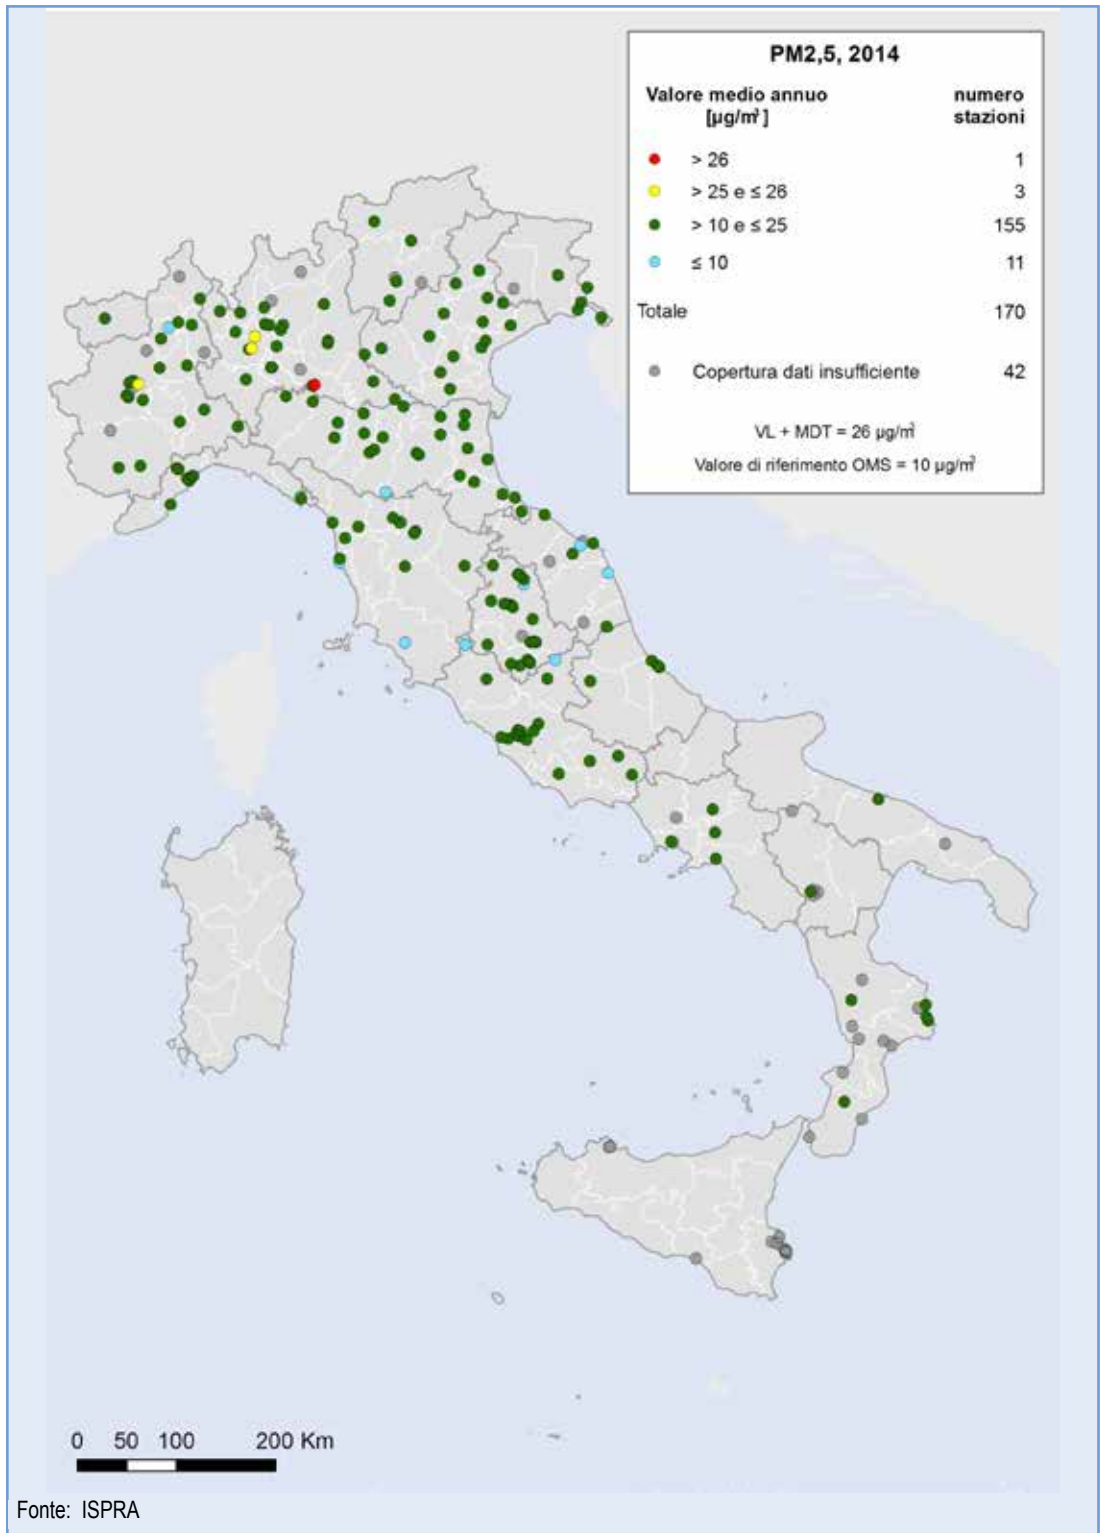 PM2,5, 2014
Valore medio annuo numero
[µg/m³] stazioni
> 26 1
> 25 e ≤ 26 3
> 10 e ≤ 25 155
≤ 10 11
Totale 170
Copertura dati insufficiente 42
VL + MDT = 26 µg/m³
Valore di riferimento OMS = 10 µg/m³
0 50 100 200 Km
Fonte: ISPRA